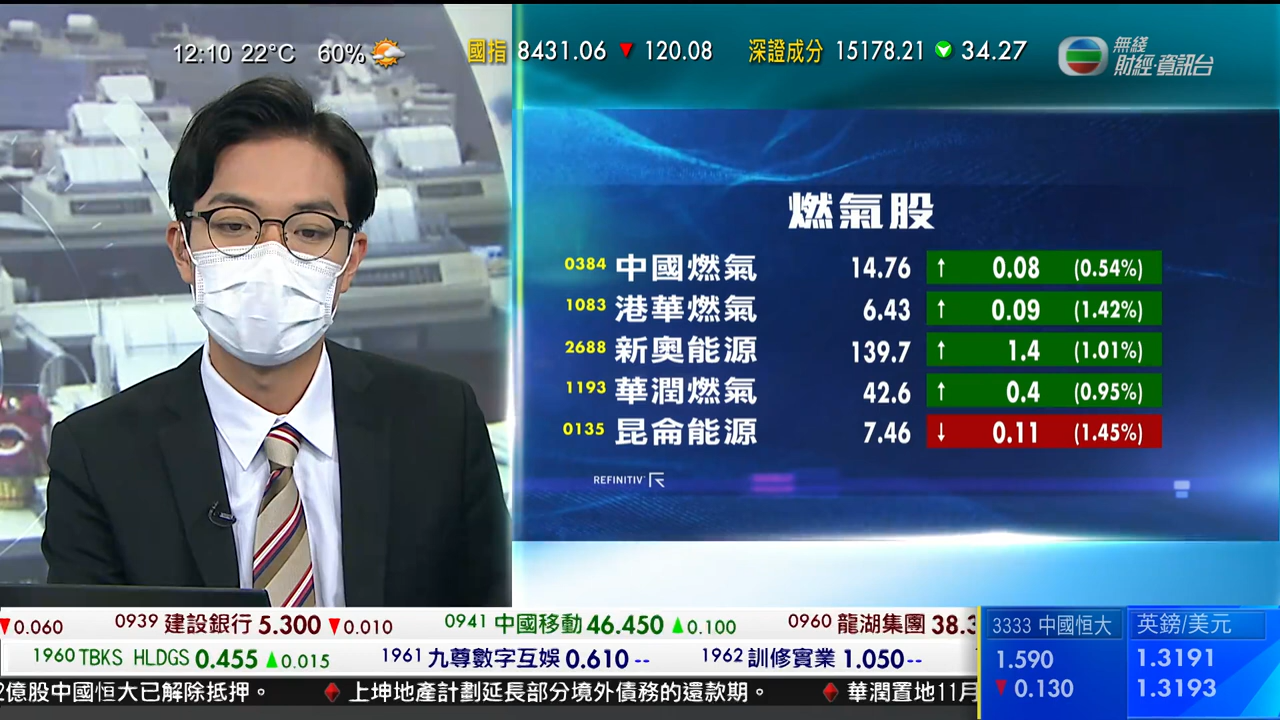 12:10 22°C 60% 國指 8431.06 ▼ 120.08 深證成分 15178.21 34.27
無綫
財經·資訊台
燃氣股
0384 中國燃氣 14.76 ↑ 0.08 (0.54%)
1083 港華燃氣 6.43 ↑ 0.09 (1.42%)
2688 新奧能源 139.7 ↑ 1.4 (1.01%)
1193 華潤燃氣 42.6 ↑ 0.4 (0.95%)
0135 昆侖能源 7.46 ↓ 0.11 (1.45%)
REFINITIV
▼0.060 0939 建設銀行 5.300 ▼0.010 0941 中國移動 46.450 ▲0.100 0960 龍湖集團 38.3
1960 TBKS HLDGS 0.455 ▲0.015 1961 九尊數字互娛 0.610 -- 1962 訓修實業 1.050--
2億股中國恒大已解除抵押。 ♦ 上坤地產計劃延長部分境外債務的還款期。 ♦ 華潤置地11月
3333 中國恒大
1.590
▼ 0.130
英鎊/美元
1.3191
1.3193